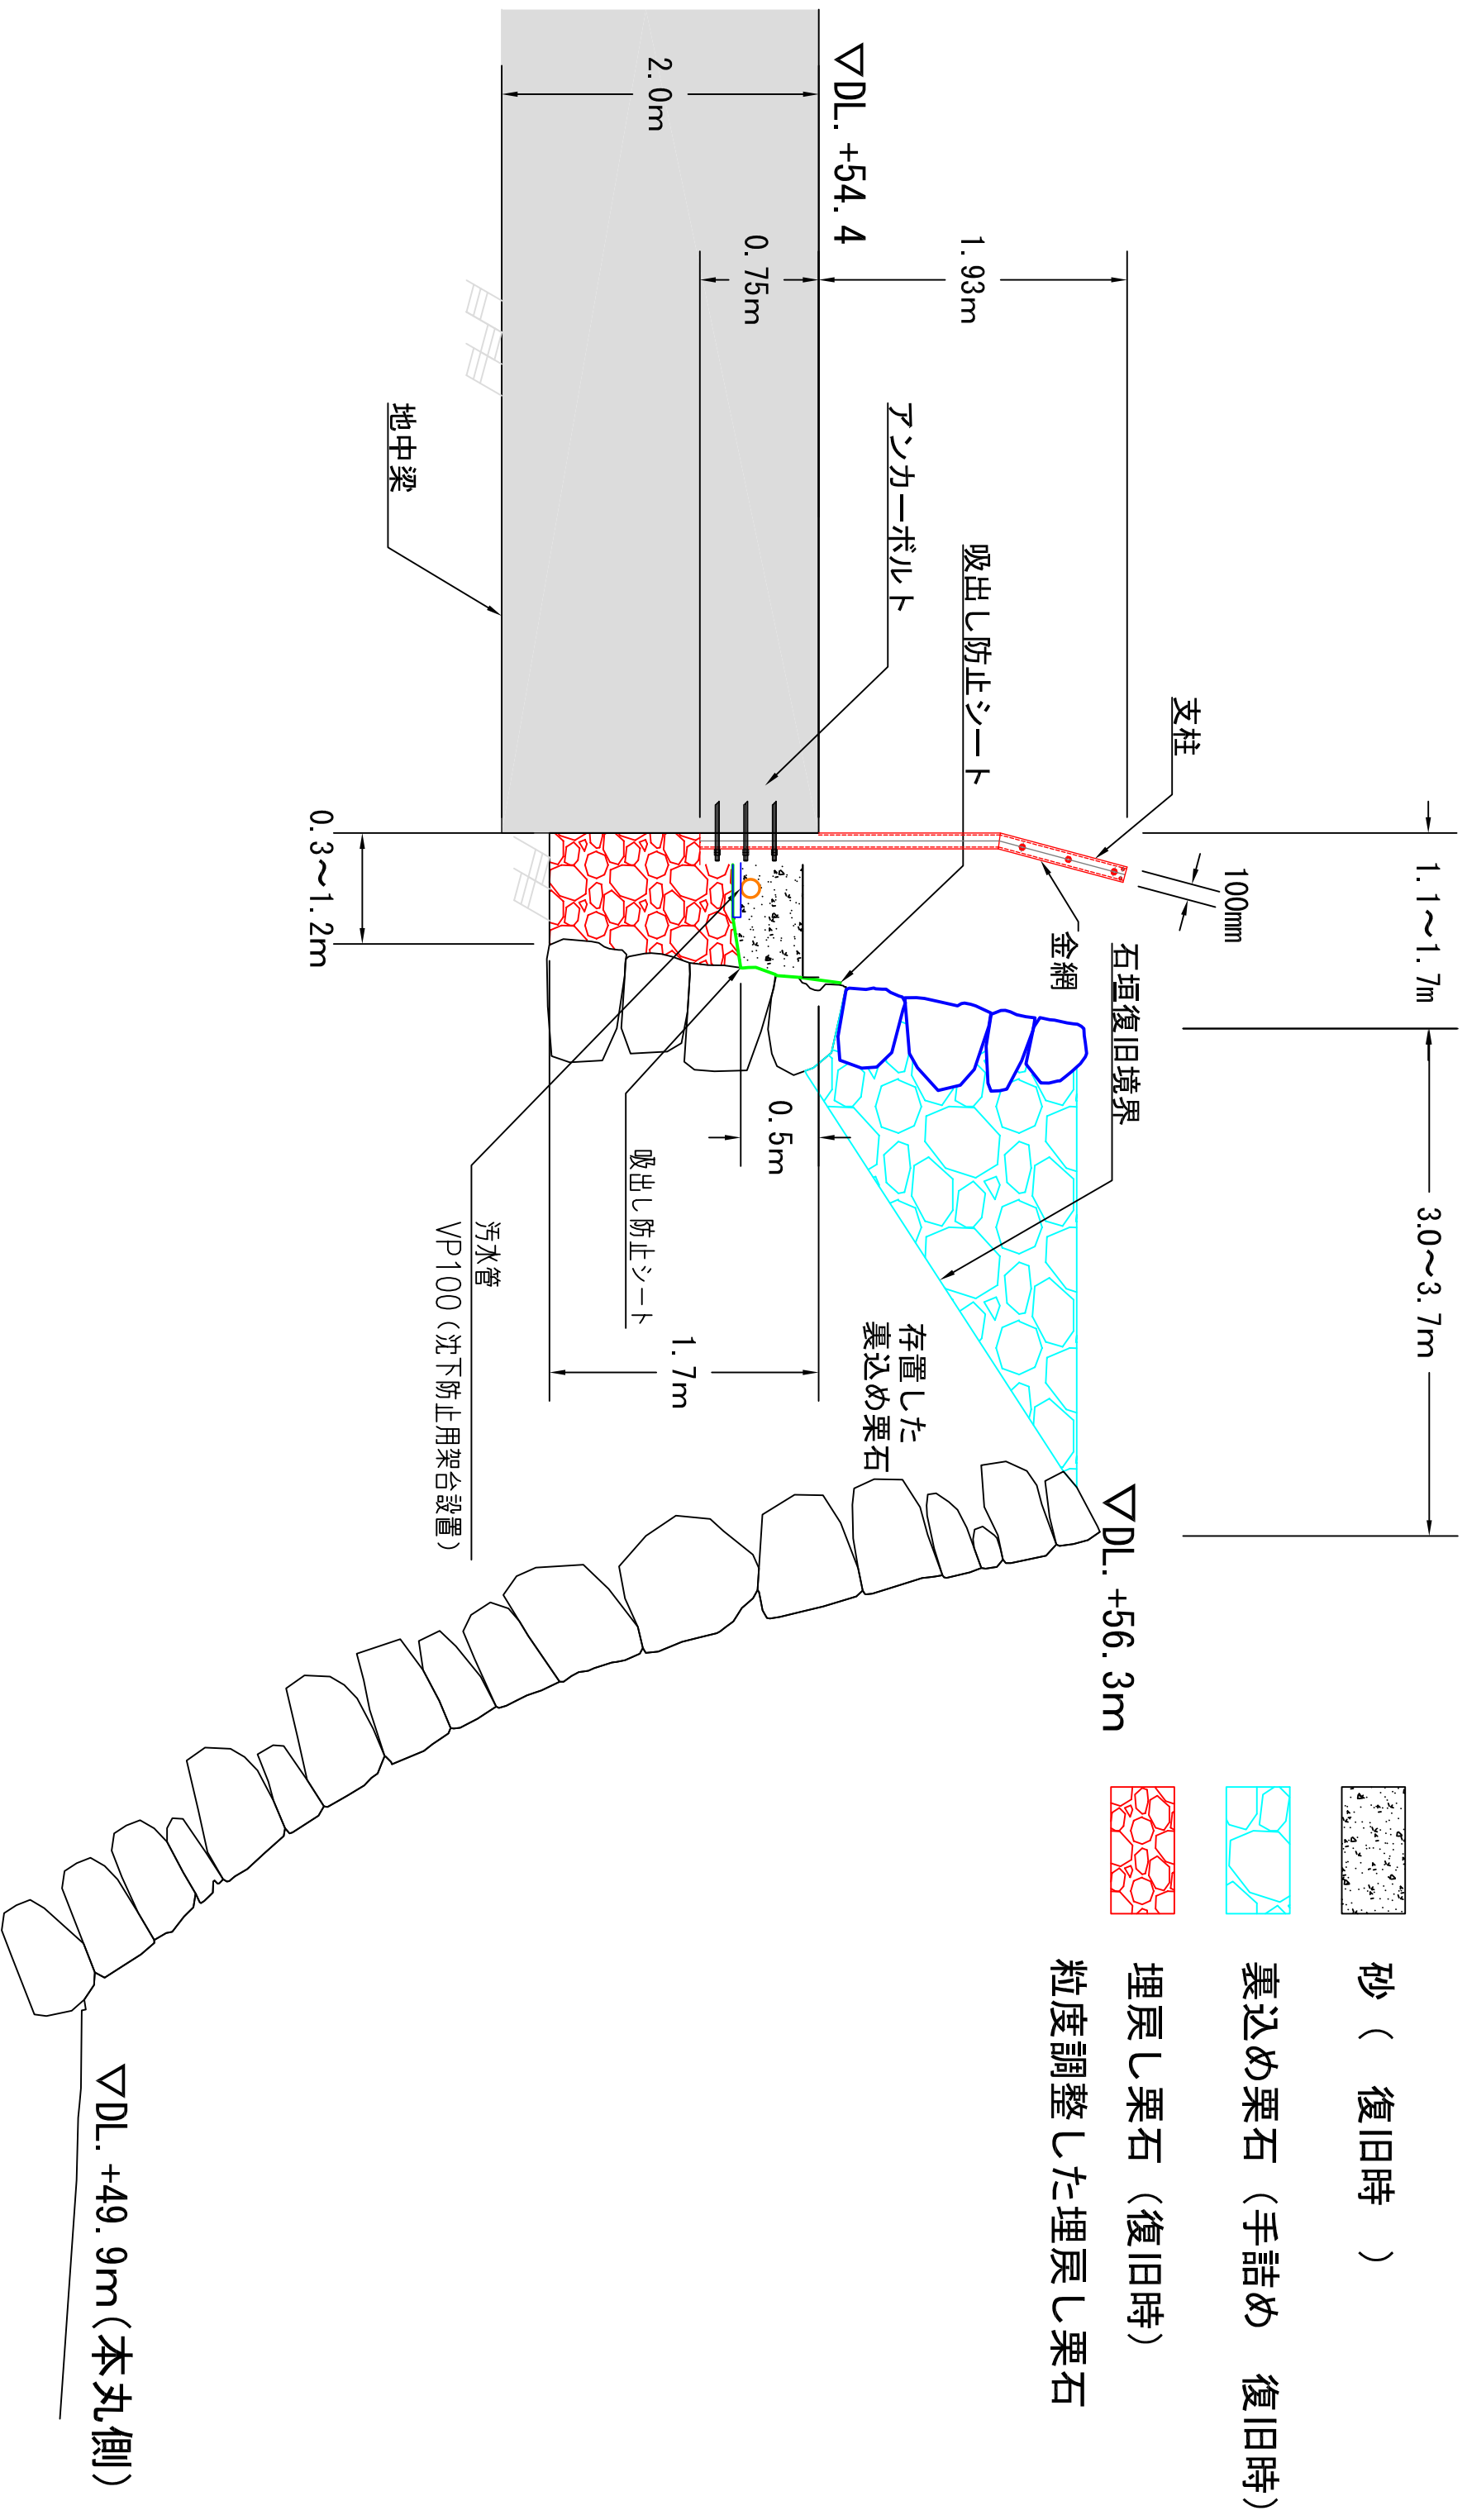 1.1～1.7m
3.0～3.7m
100mm
支柱
金網
石垣復旧境界
1.93m
吸出し防止シート
アンカーボルト
▽DL.+54.4
▽DL.+56.3m
存置した
裏込め栗石
0.75m
0.5m
2.0m
1.7m
吸出し防止シート
汚水管
VP100（沈下防止用架台設置）
地中梁
0.3～1.2m
▽DL.+49.9m(本丸側)
砂（ 復旧時 ）
裏込め栗石（手詰め 復旧時）
埋戻し栗石（復旧時）
粒度調整した埋戻し栗石